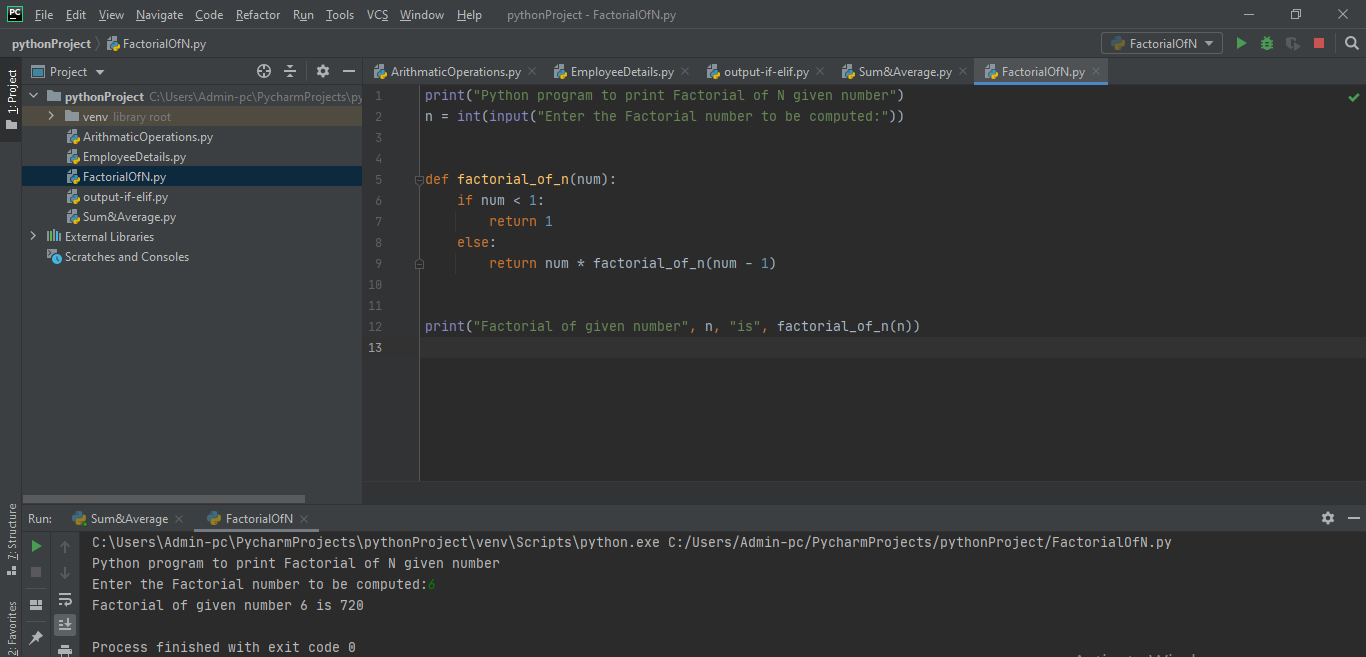 PC File Edit View Navigate Code Refactor Run Tools VCS Window Help pythonProject - FactorialOfN.py
pythonProject FactorialOfN.py FactorialOfN
1: Project
Project
ArithmaticOperations.py EmployeeDetails.py output-if-elif.py Sum&Average.py FactorialOfN.py
pythonProject C:\Users\Admin-pc\PycharmProjects\py
venv library root
ArithmaticOperations.py
EmployeeDetails.py
FactorialOfN.py
output-if-elif.py
Sum&Average.py
External Libraries
Scratches and Consoles
1 print("Python program to print Factorial of N given number")
2 n = int(input("Enter the Factorial number to be computed:"))
3
4
5 def factorial_of_n(num):
6 if num < 1:
7 return 1
8 else:
9 return num * factorial_of_n(num - 1)
10
11
12 print("Factorial of given number", n, "is", factorial_of_n(n))
13
7: Structure
2: Favorites
Run: Sum&Average FactorialOfN
C:\Users\Admin-pc\PycharmProjects\pythonProject\venv\Scripts\python.exe C:/Users/Admin-pc/PycharmProjects/pythonProject/FactorialOfN.py
Python program to print Factorial of N given number
Enter the Factorial number to be computed:6
Factorial of given number 6 is 720
Process finished with exit code 0